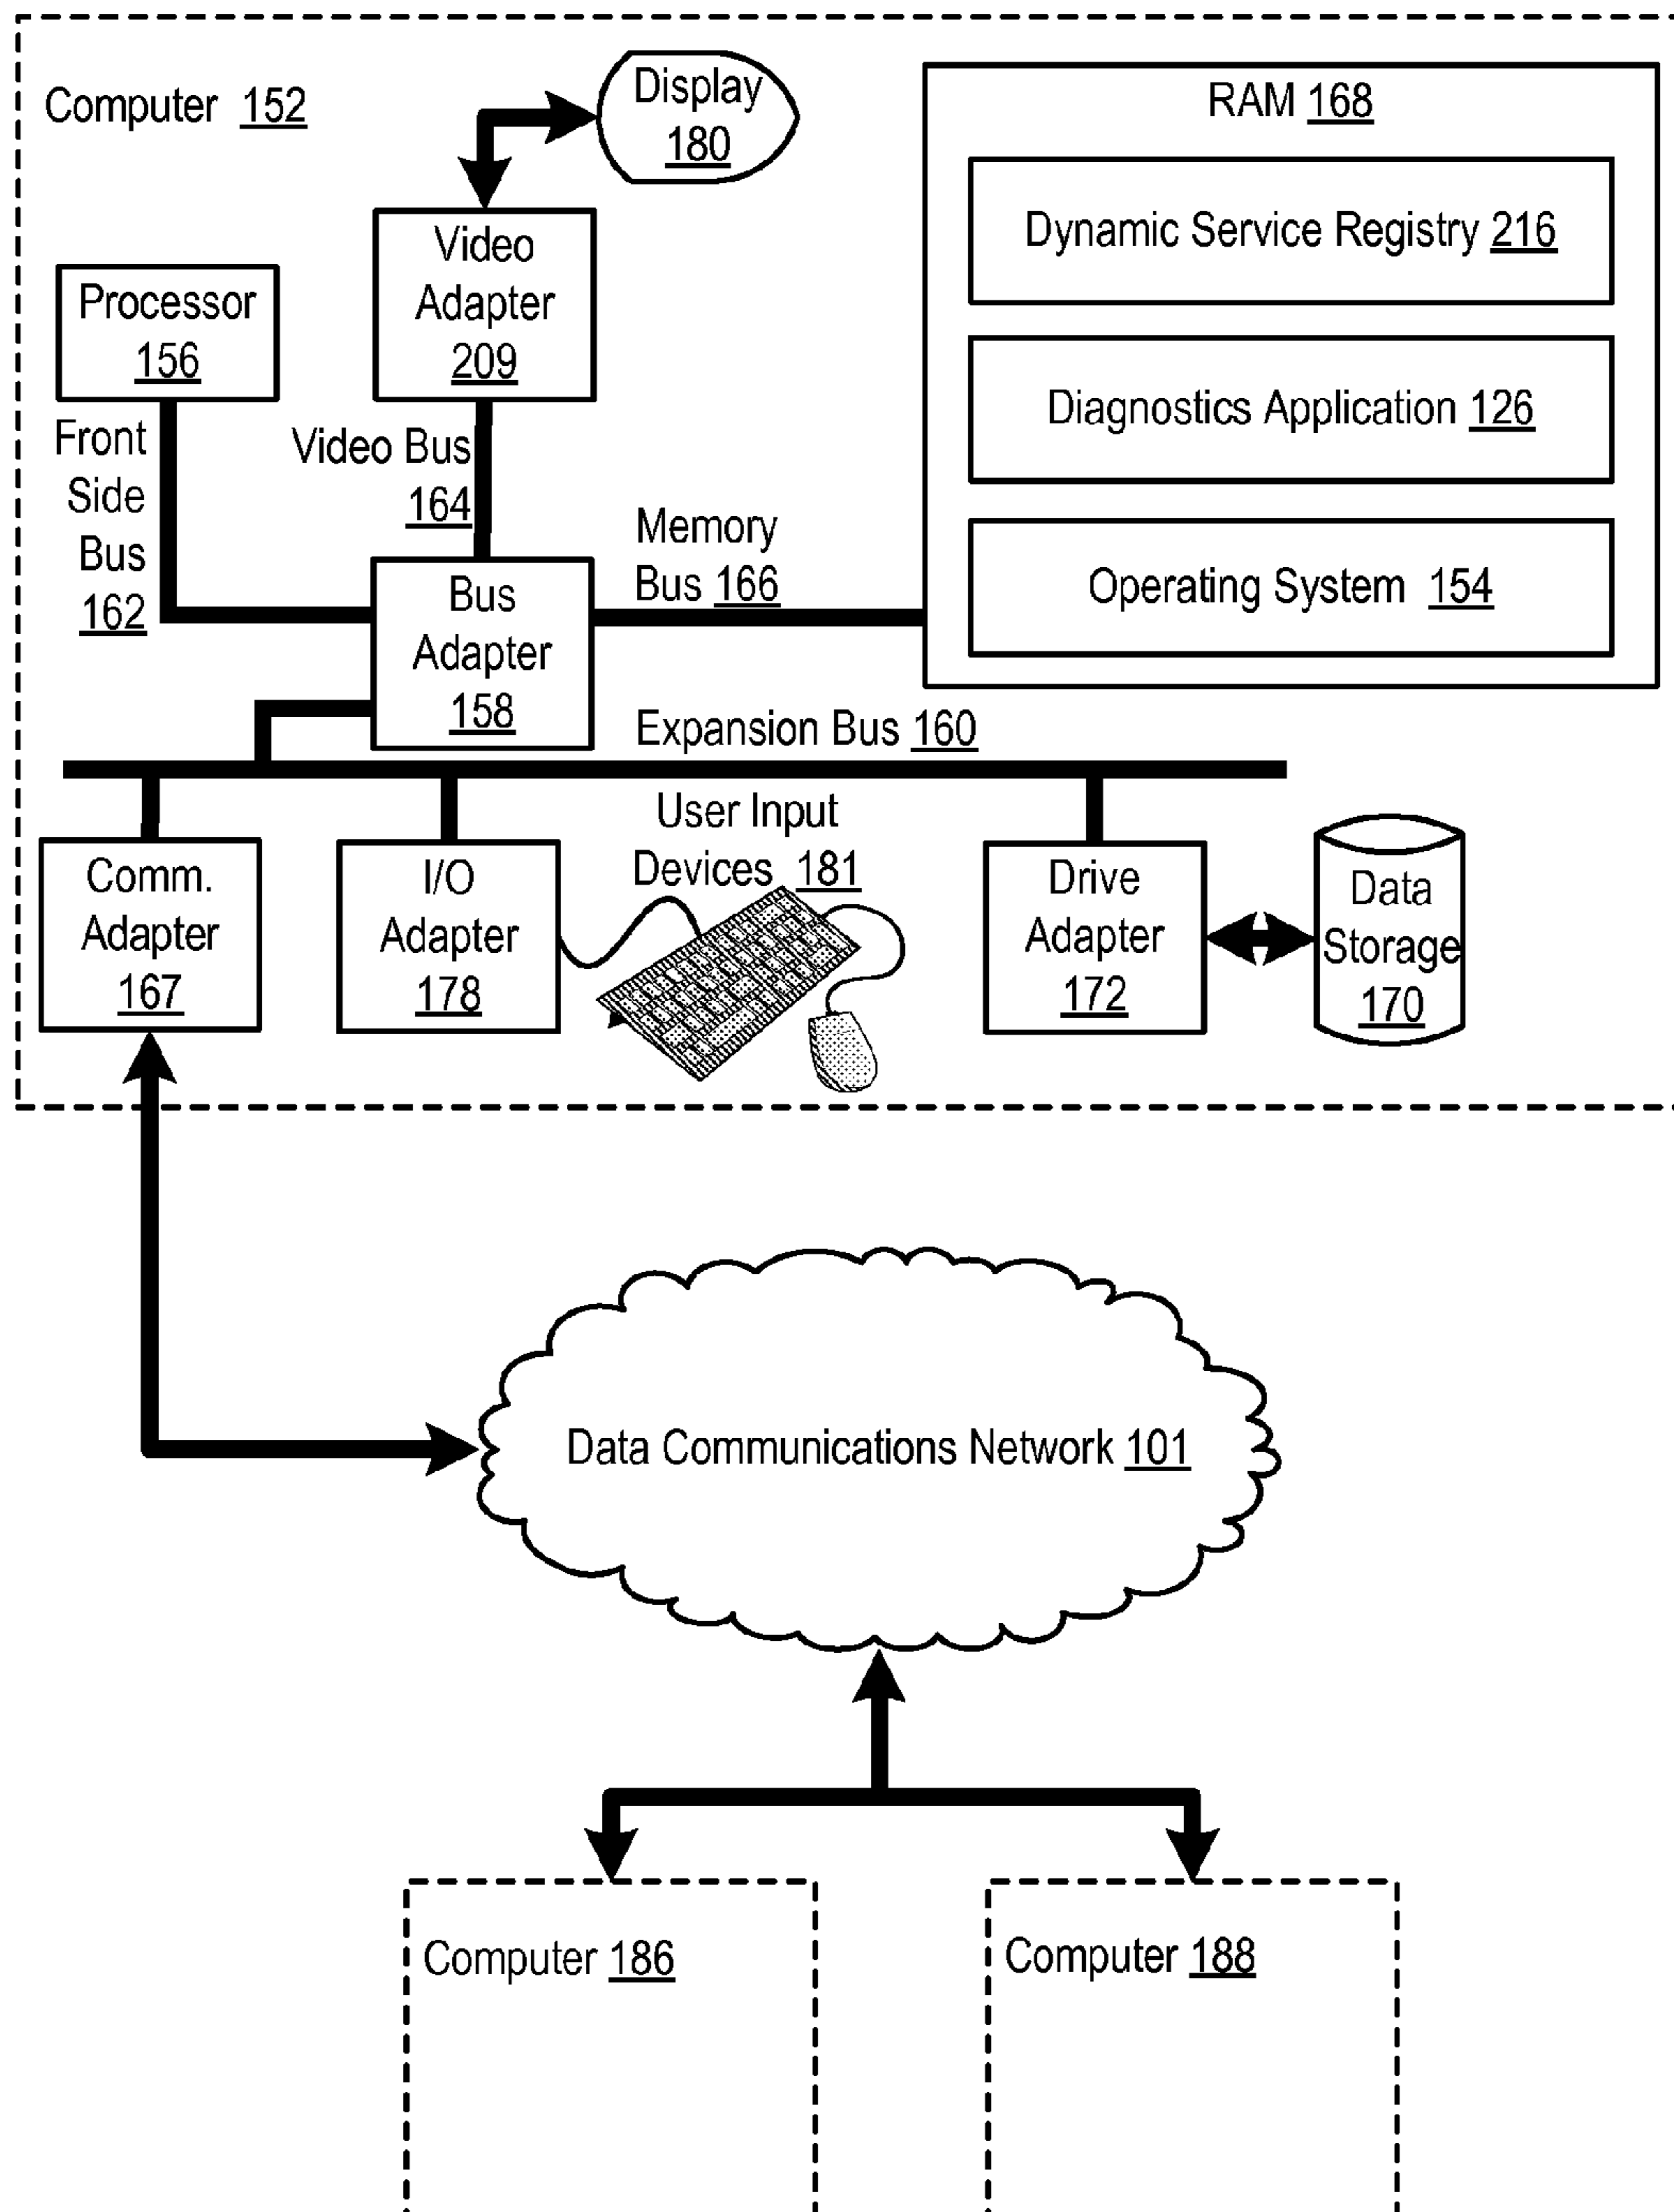 Computer 152
Display
180
RAM 168
Dynamic Service Registry 216
Diagnostics Application 126
Operating System 154
Video
Adapter
209
Processor
156
Front
Side
Bus
162
Video Bus
164
Memory
Bus 166
Bus
Adapter
158
Expansion Bus 160
Comm.
Adapter
167
I/O
Adapter
178
User Input
Devices 181
Drive
Adapter
172
Data
Storage
170
Data Communications Network 101
Computer 186
Computer 188